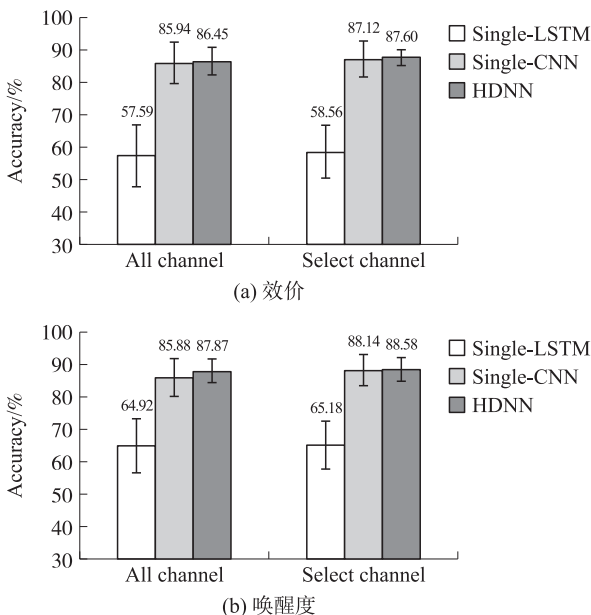 100
90
80
70
60
50
40
30
Accuracy/%
57.59
85.94 86.45
58.56
87.12 87.60
Single-LSTM
Single-CNN
HDNN
All channel
Select channel
(a) 效价
100
90
80
70
60
50
40
30
Accuracy/%
64.92
85.88 87.87
65.18
88.14 88.58
Single-LSTM
Single-CNN
HDNN
All channel
Select channel
(b) 唤醒度